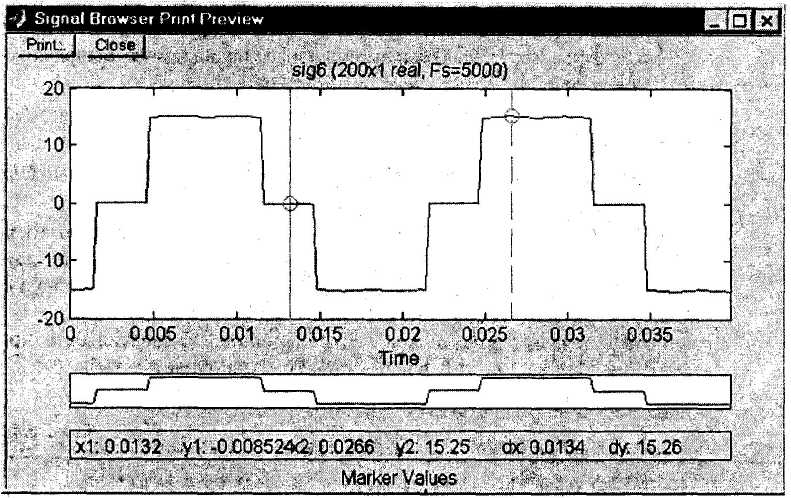 Signal Browser Print Preview
Print.. Close
sig6 (200x1 real, Fs=5000)
20
10
0
-10
-20
0 0.005 0.01 0.015 0.02 0.025 0.03 0.035
Time
x1: 0.0132 y1: -0.008524 x2: 0.0266 y2: 15.25 dx: 0.0134 dy: 15.26
Marker Values